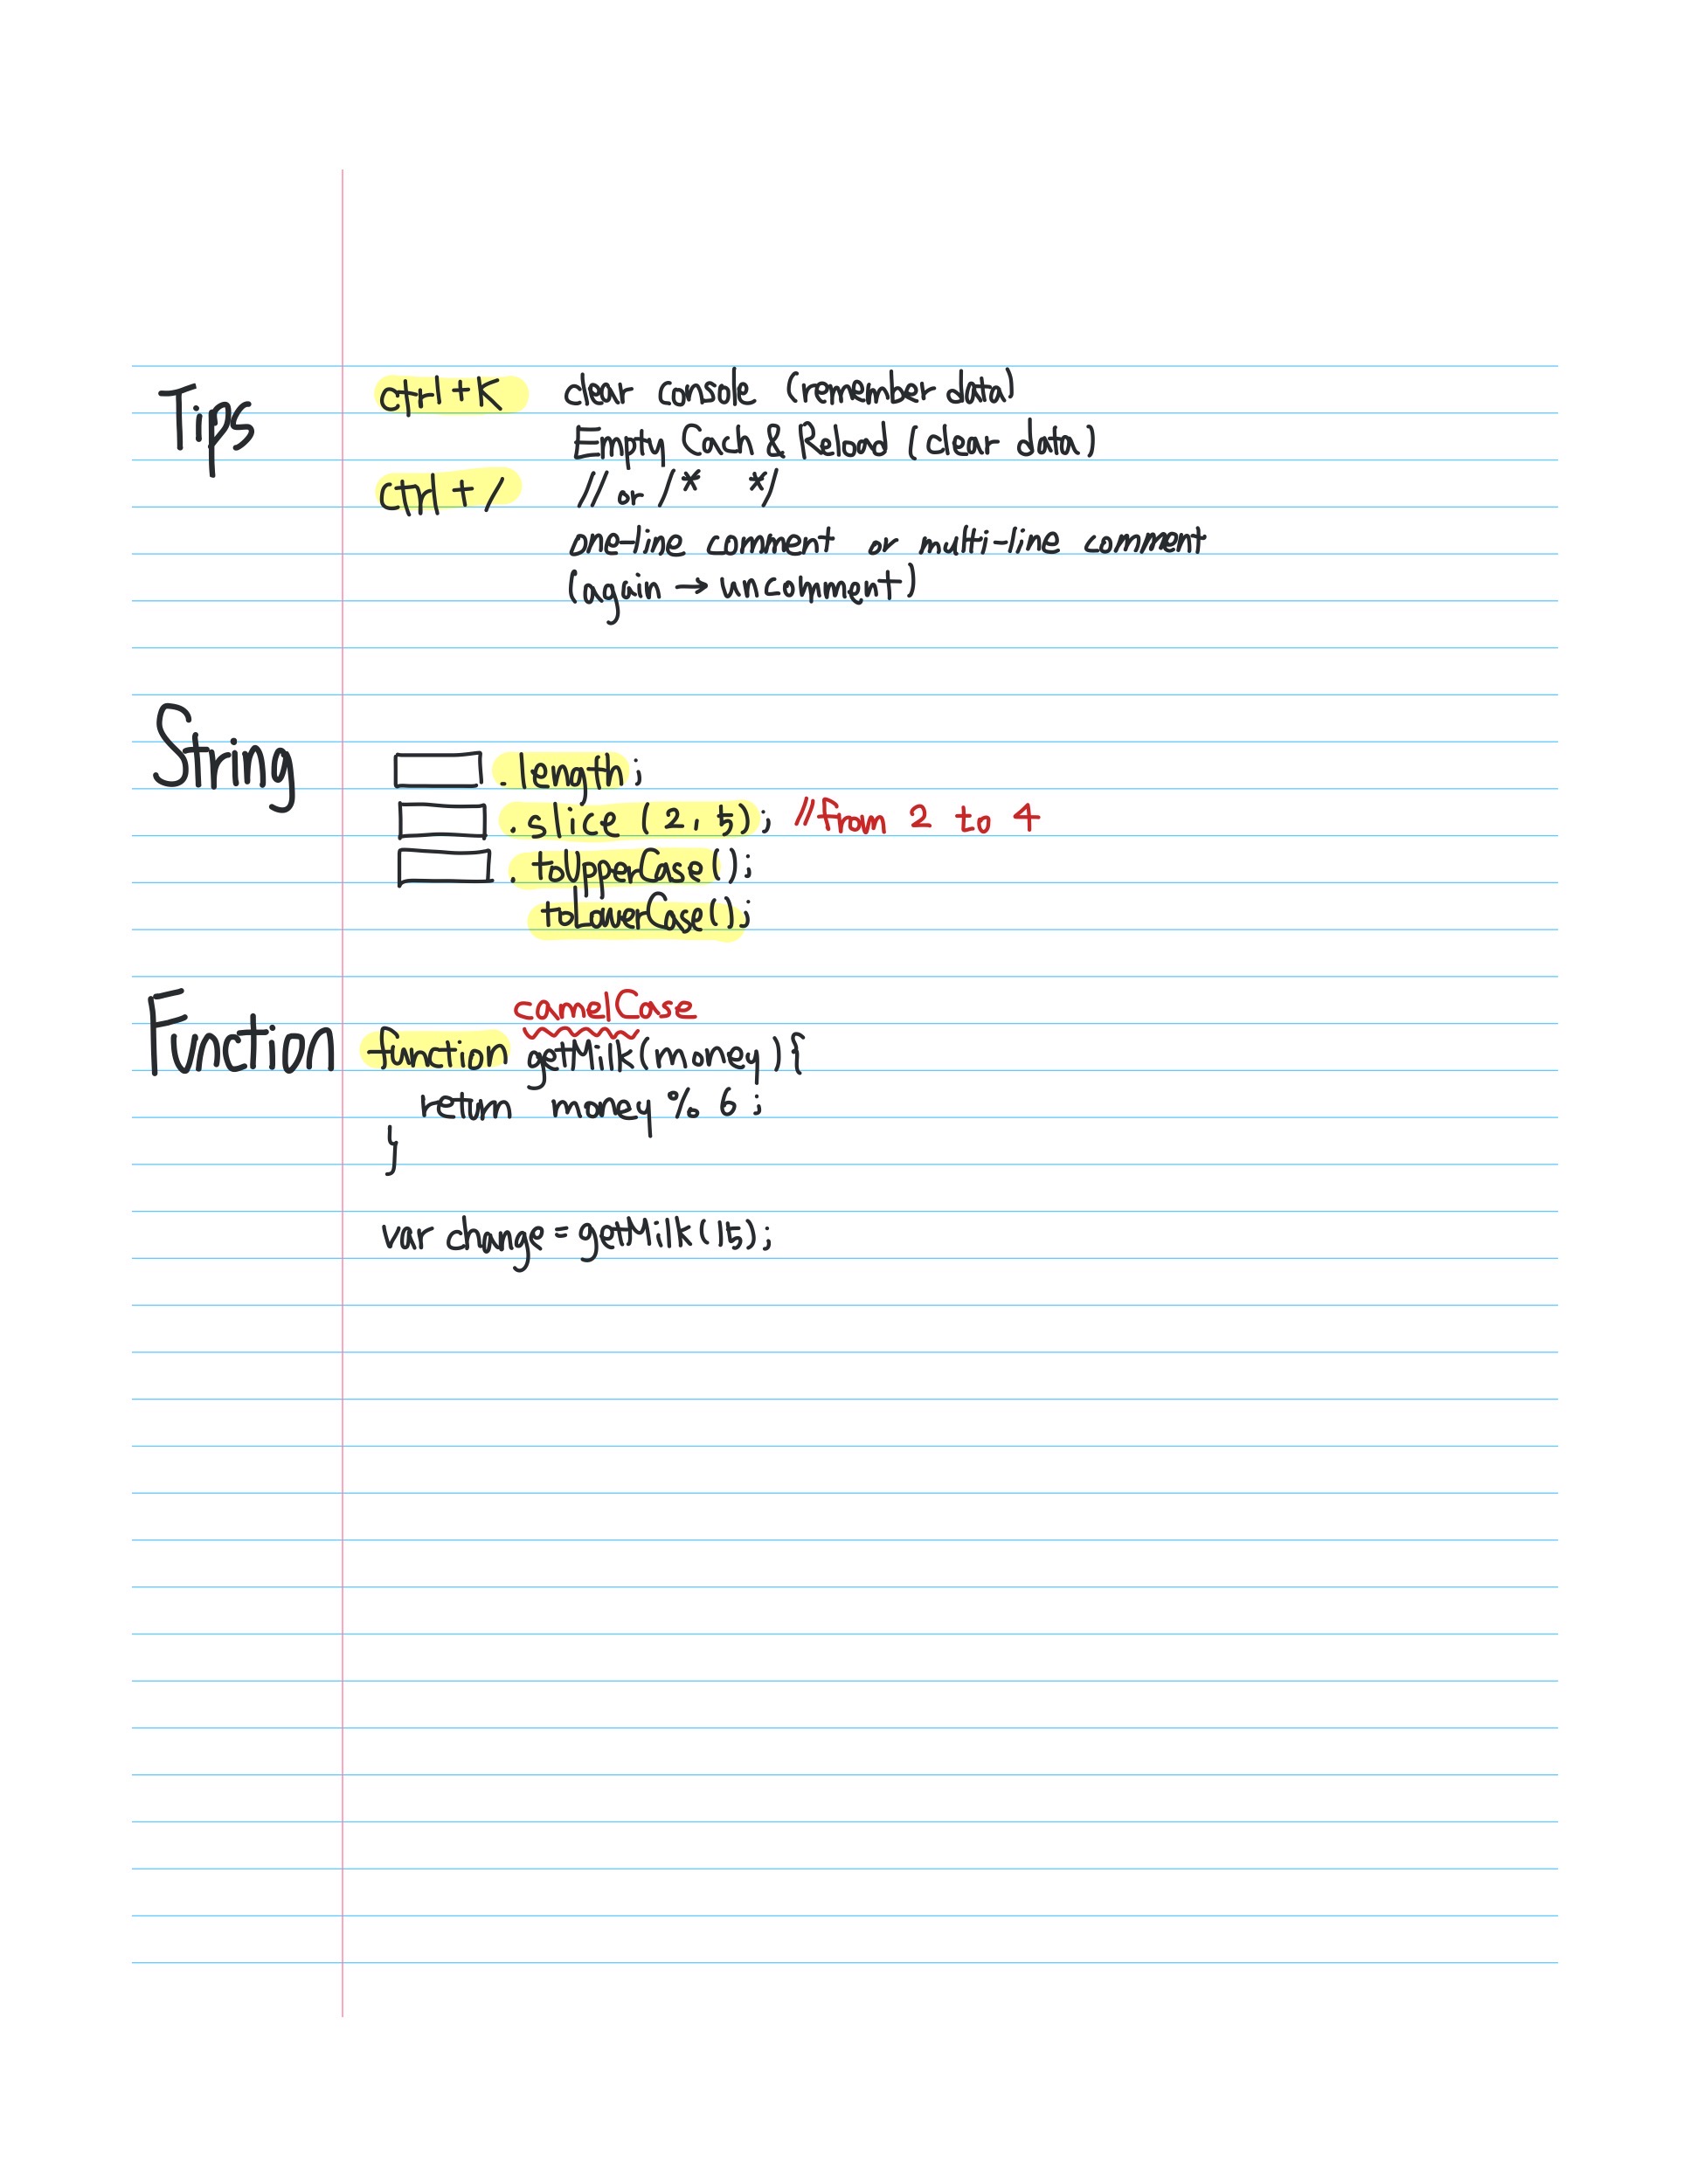 Tips
ctrl+K clear console (remember data)
Empty Cach & Reload (clear data)
ctrl + / // or /* */
one-line comment or multi-line comment
(again → uncomment)
String
.length;
.slice (2, 5); //from 2 to 4
.toUpperCase();
toLowerCase();
camelCase
Function function getMilk(money){
return money % 6;
}
var change = getMilk(15);